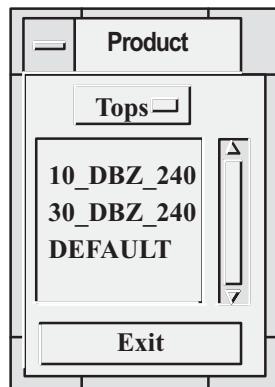 Product
Tops
10_DBZ_240
30_DBZ_240
DEFAULT
Exit